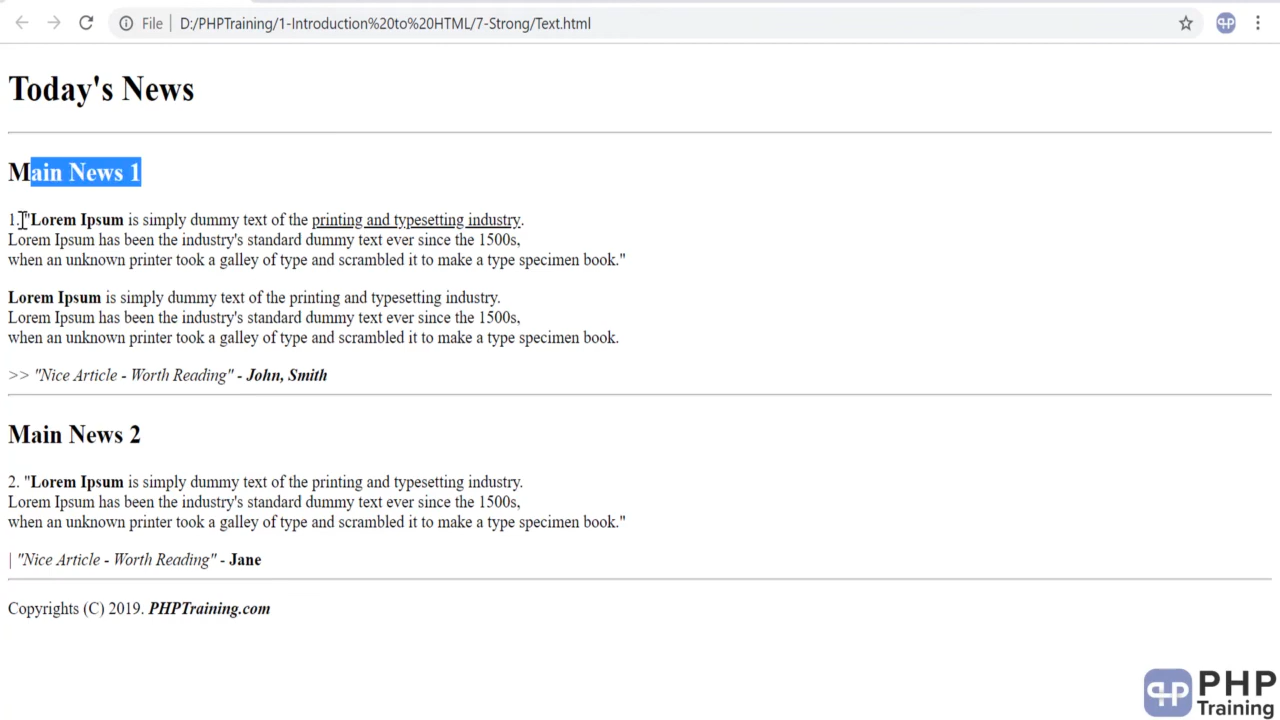 File | D:/PHPTraining/1-Introduction%20to%20HTML/7-Strong/Text.html
Today's News
Main News 1
1. "Lorem Ipsum is simply dummy text of the printing and typesetting industry.
Lorem Ipsum has been the industry's standard dummy text ever since the 1500s,
when an unknown printer took a galley of type and scrambled it to make a type specimen book."
Lorem Ipsum is simply dummy text of the printing and typesetting industry.
Lorem Ipsum has been the industry's standard dummy text ever since the 1500s,
when an unknown printer took a galley of type and scrambled it to make a type specimen book.
>> "Nice Article - Worth Reading" - John, Smith
Main News 2
2. "Lorem Ipsum is simply dummy text of the printing and typesetting industry.
Lorem Ipsum has been the industry's standard dummy text ever since the 1500s,
when an unknown printer took a galley of type and scrambled it to make a type specimen book."
| "Nice Article - Worth Reading" - Jane
Copyrights (C) 2019. PHPTraining.com
PHP
Training